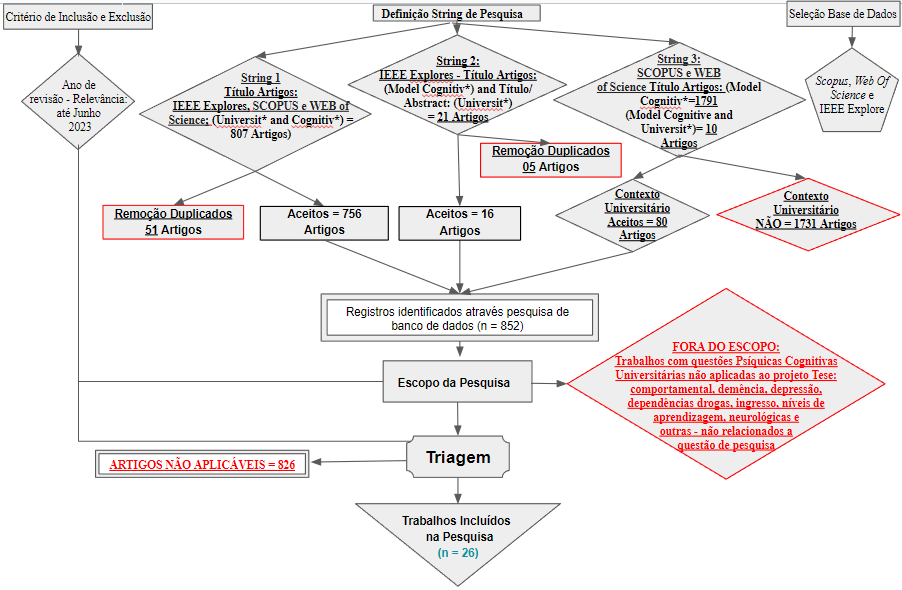 Critério de Inclusão e Exclusão
Definição String de Pesquisa
Seleção Base de Dados
Ano de
revisão - Relevância:
até Junho
2023
String 1
Título Artigos:
IEEE Explores, SCOPUS e WEB of
Science; (Universit* and Cognitiv*) =
807 Artigos)
String 2:
IEEE Explores - Título Artigos:
(Model Cognitiv*) and Título/
Abstract: (Universit*)
= 21 Artigos
String 3:
SCOPUS e WEB
of Science Título Artigos: (Model
Cognitiv*=1791
(Model Cognitive and
Universit*)= 10
Artigos
Scopus, Web Of
Science e
IEEE Explore
Remoção Duplicados
05 Artigos
Remoção Duplicados
51 Artigos
Aceitos = 756
Artigos
Aceitos = 16
Artigos
Contexto
Universitário
Aceitos = 80
Artigos
Contexto
Universitário
NÃO = 1731 Artigos
Registros identificados através pesquisa de
banco de dados (n = 852)
Escopo da Pesquisa
FORA DO ESCOPO:
Trabalhos com questões Psíquicas Cognitivas
Universitárias não aplicadas ao projeto Tese:
comportamental, demência, depressão,
dependências drogas, ingresso, níveis de
aprendizagem, neurológicas e
outras - não relacionados a
questão de pesquisa
Triagem
ARTIGOS NÃO APLICÁVEIS = 826
Trabalhos Incluídos
na Pesquisa
(n = 26)